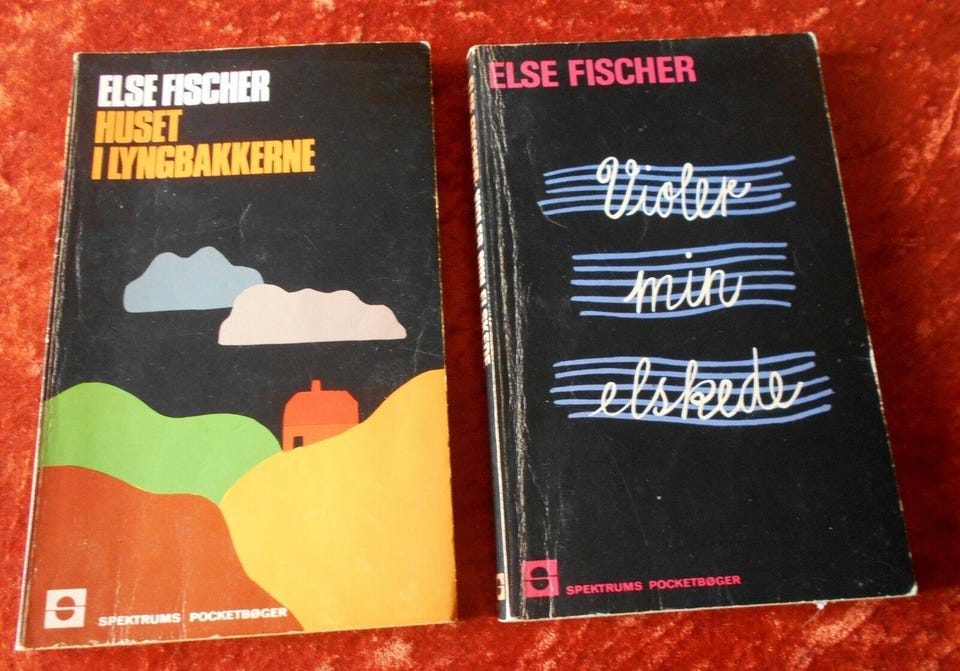 ELSE FISCHER
HUSET
I LYNGBAKKERNE
SPEKTRUMS POCKETBØGER
ELSE FISCHER
Violer
min
elskede
SPEKTRUMS POCKETBØGER